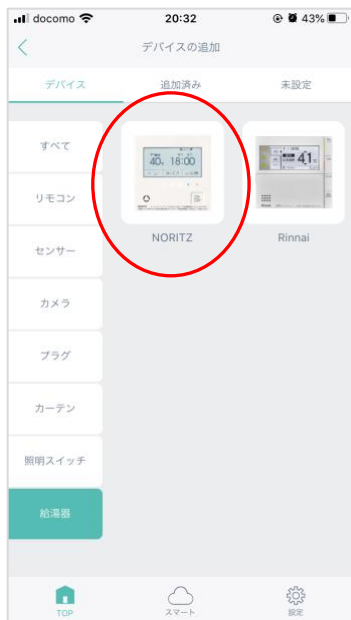 docomo 20:32 43%
デバイスの追加
デバイス 追加済み 未設定
すべて
リモコン
センサー
カメラ
プラグ
カーテン
照明スイッチ
給湯器
40 18:00
NORITZ
41
Rinnai
TOP スマート 設定